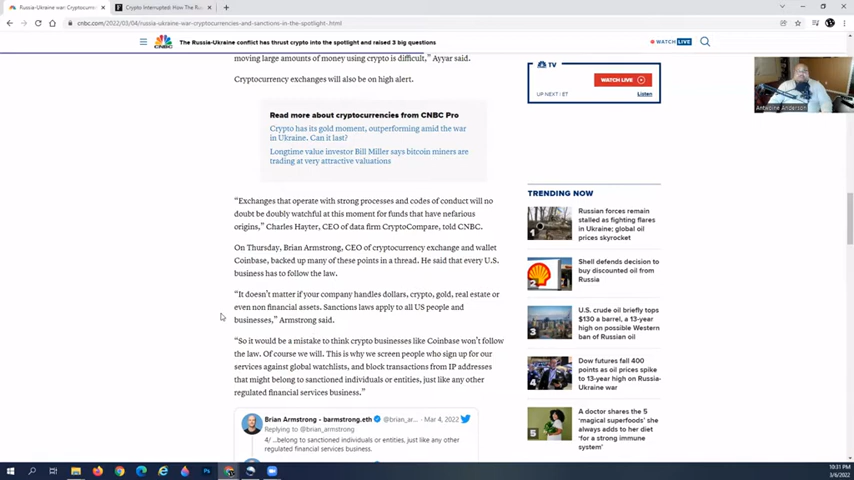 Russia-Ukraine war: Cryptocurr
Crypto Interrupted: How The Rus
cnbc.com/2022/03/04/russia-ukraine-war-cryptocurrencies-and-sanctions-in-the-spotlight-.html
CNBC
The Russia-Ukraine conflict has thrust crypto into the spotlight and raised 3 big questions
WATCH LIVE
moving large amounts of money using crypto is difficult,” Ayyar said.
Cryptocurrency exchanges will also be on high alert.
Read more about cryptocurrencies from CNBC Pro
Crypto has its gold moment, outperforming amid the war
in Ukraine. Can it last?
Longtime value investor Bill Miller says bitcoin miners are
trading at very attractive valuations
“Exchanges that operate with strong processes and codes of conduct will no
doubt be doubly watchful at this moment for funds that have nefarious
origins,” Charles Hayter, CEO of data firm CryptoCompare, told CNBC.
On Thursday, Brian Armstrong, CEO of cryptocurrency exchange and wallet
Coinbase, backed up many of these points in a thread. He said that every U.S.
business has to follow the law.
“It doesn’t matter if your company handles dollars, crypto, gold, real estate or
even non financial assets. Sanctions laws apply to all US people and
businesses,” Armstrong said.
“So it would be a mistake to think crypto businesses like Coinbase won’t follow
the law. Of course we will. This is why we screen people who sign up for our
services against global watchlists, and block transactions from IP addresses
that might belong to sanctioned individuals or entities, just like any other
regulated financial services business.”
Brian Armstrong - barmstrong.eth @brian_ar... · Mar 4, 2022
Replying to @brian_armstrong
4/ ...belong to sanctioned individuals or entities, just like any other
regulated financial services business.
TV
WATCH LIVE
UP NEXT | ET
Listen
Antwoine Anderson
TRENDING NOW
1
Russian forces remain
stalled as fighting flares
in Ukraine; global oil
prices skyrocket
2
Shell defends decision to
buy discounted oil from
Russia
3
U.S. crude oil briefly tops
$130 a barrel, a 13-year
high on possible Western
ban of Russian oil
4
Dow futures fall 400
points as oil prices spike
to 13-year high on Russia-
Ukraine war
5
A doctor shares the 5
‘magical superfoods’ she
always adds to her diet
‘for a strong immune
system’
10:31 PM
3/6/2022